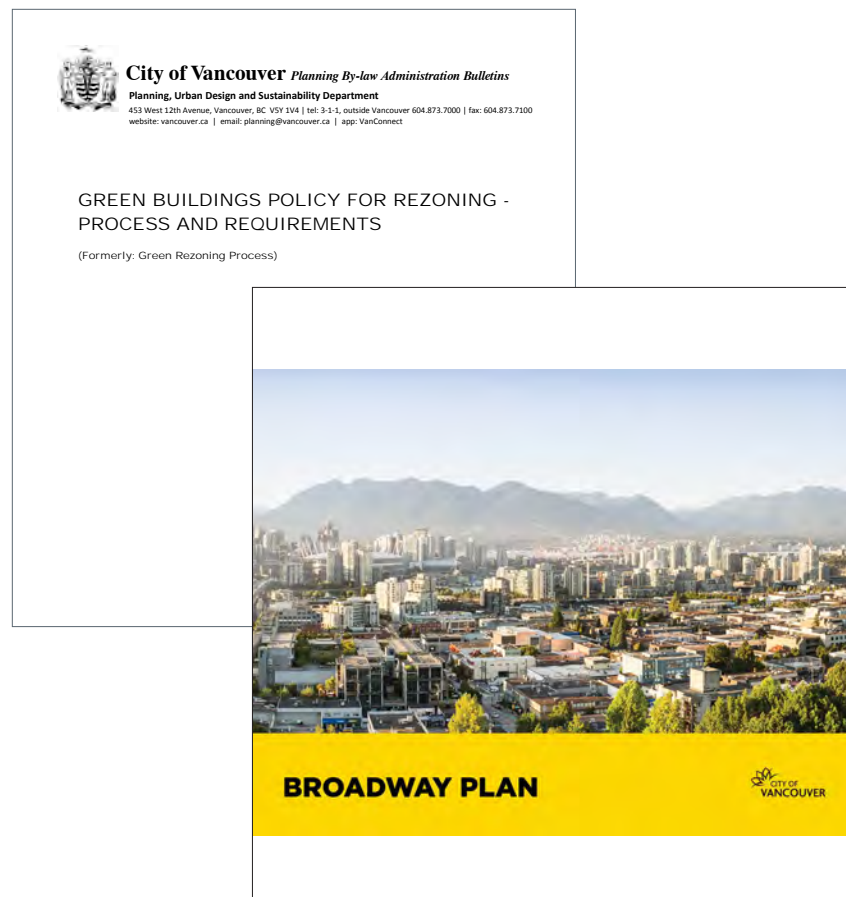 City of Vancouver Planning By-law Administration Bulletins
Planning, Urban Design and Sustainability Department
453 West 12th Avenue, Vancouver, BC V5Y 1V4 | tel: 3-1-1, outside Vancouver 604.873.7000 | fax: 604.873.7100
website: vancouver.ca | email: planning@vancouver.ca | app: VanConnect
GREEN BUILDINGS POLICY FOR REZONING -
PROCESS AND REQUIREMENTS
(Formerly: Green Rezoning Process)
BROADWAY PLAN
CITY OF
VANCOUVER